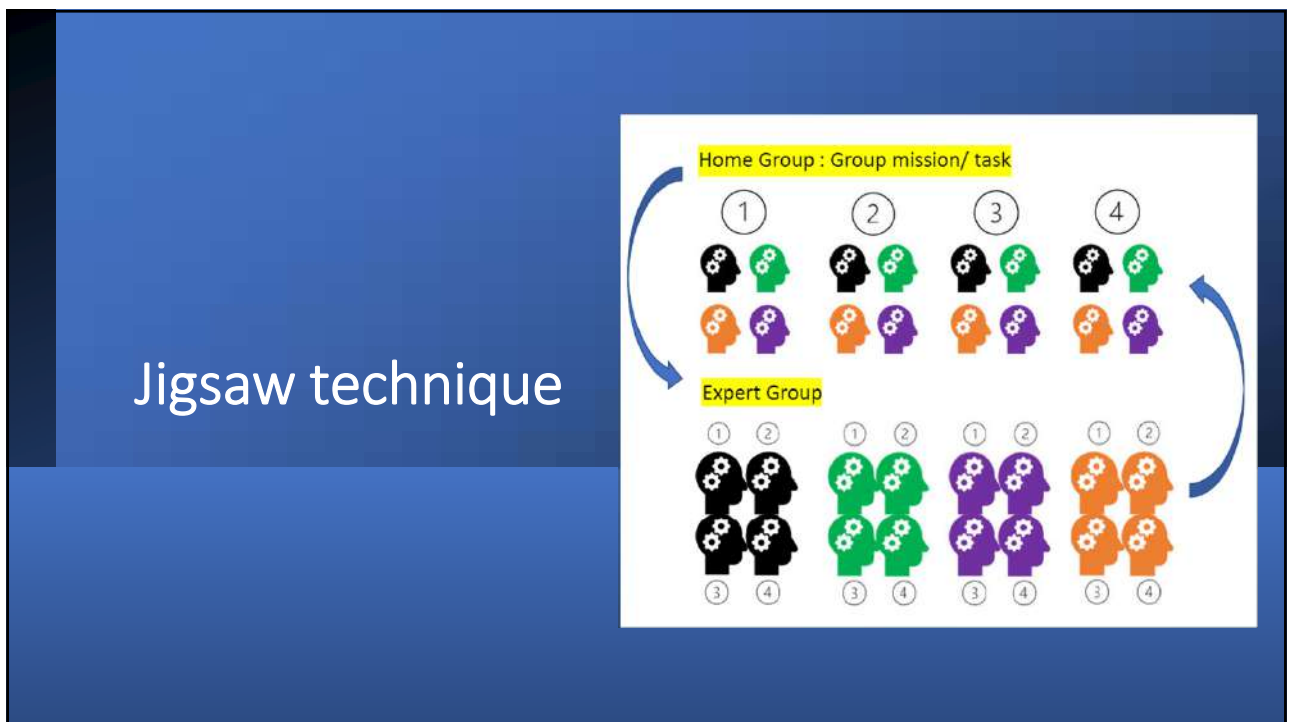 Jigsaw technique
Home Group : Group mission/ task
1 2 3 4
Expert Group
1 2 1 2 1 2 1 2
3 4 3 4 3 4 3 4